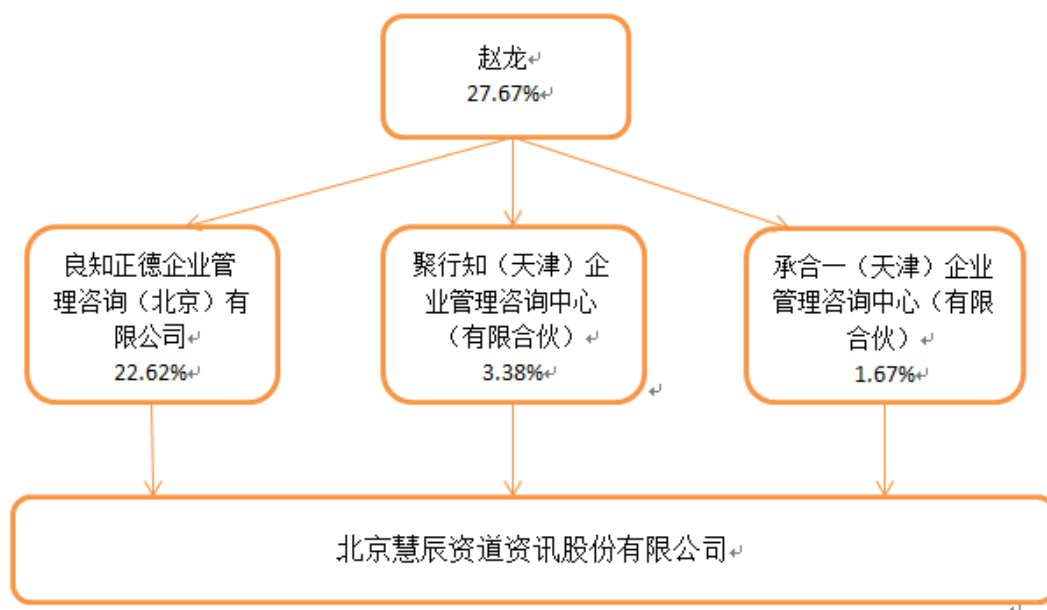 赵龙
27.67%
良知正德企业管
理咨询（北京）有
限公司
22.62%
聚行知（天津）企
业管理咨询中心
（有限合伙）
3.38%
承合一（天津）企业
管理咨询中心（有限
合伙）
1.67%
北京慧辰资道资讯股份有限公司